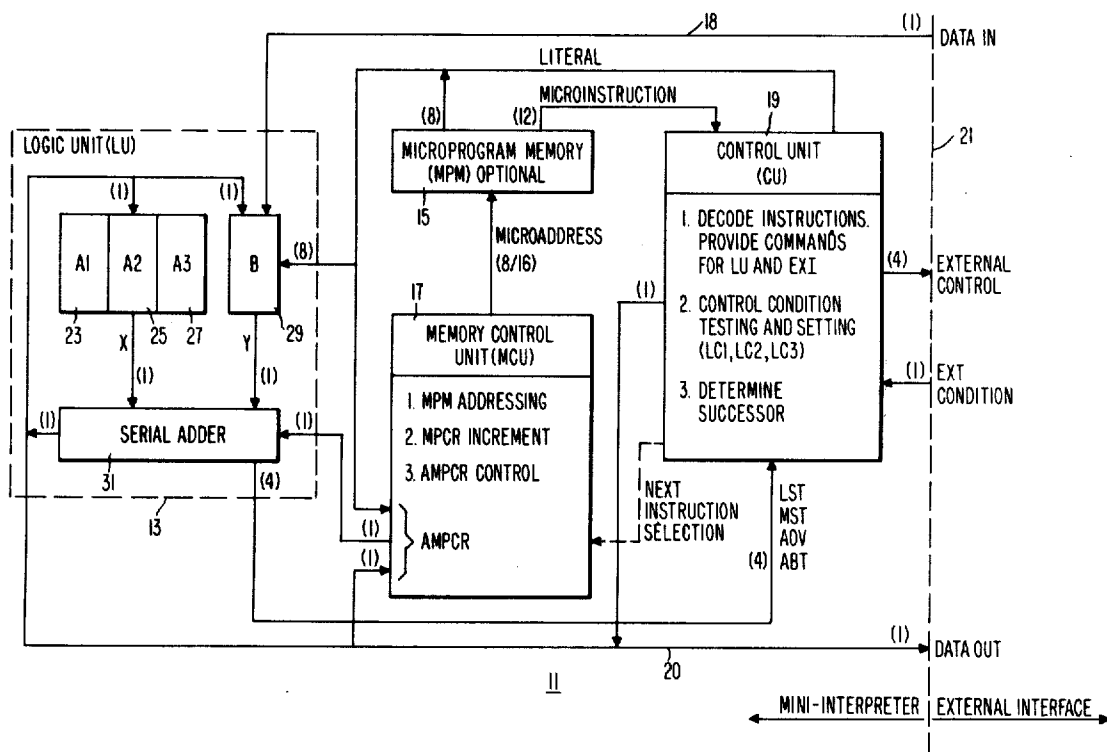 18
(1)
DATA IN
LITERAL
MICROINSTRUCTION
(8)
(12)
19
21
LOGIC UNIT (LU)
MICROPROGRAM MEMORY
(MPM) OPTIONAL
15
CONTROL UNIT
(CU)
(1)
(1)
A1
A2
A3
B
23
25
27
29
(8)
MICROADDRESS
(8/16)
1. DECODE INSTRUCTIONS.
PROVIDE COMMANDS
FOR LU AND EXI
2. CONTROL CONDITION
TESTING AND SETTING
(LC1, LC2, LC3)
3. DETERMINE
SUCCESSOR
(4)
EXTERNAL
CONTROL
(1)
EXT
CONDITION
(1)
17
MEMORY CONTROL
UNIT (MCU)
1. MPM ADDRESSING
2. MPCR INCREMENT
3. AMPCR CONTROL
AMPCR
X
Y
(1)
(1)
(1)
SERIAL ADDER
(1)
31
(4)
13
(1)
(1)
NEXT
INSTRUCTION
SELECTION
LST
MST
AOV
ABT
(4)
(1)
DATA OUT
20
11
MINI-INTERPRETER
EXTERNAL INTERFACE